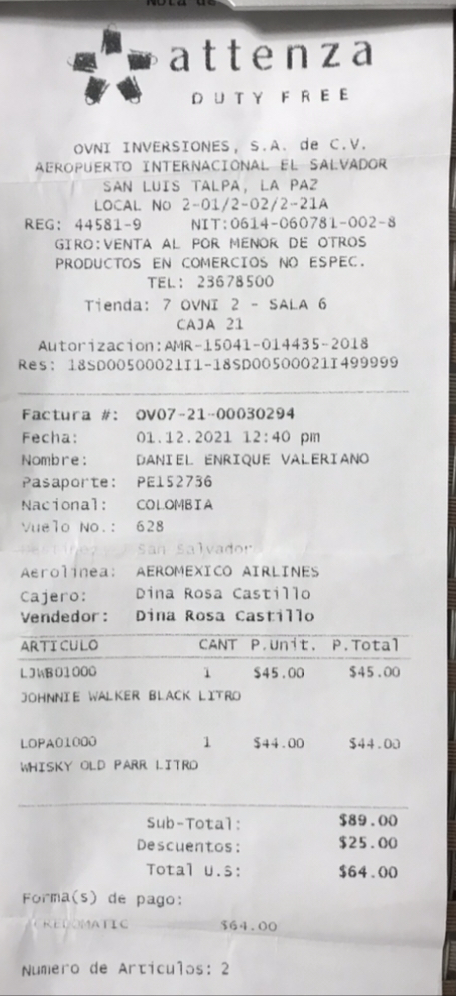 Nota de
attenza
DUTY FREE
OVNI INVERSIONES, S.A. de C.V.
AEROPUERTO INTERNACIONAL EL SALVADOR
SAN LUIS TALPA, LA PAZ
LOCAL No 2-01/2-02/2-21A
REG: 44581-9 NIT:0614-060781-002-8
GIRO:VENTA AL POR MENOR DE OTROS
PRODUCTOS EN COMERCIOS NO ESPEC.
TEL: 23678500
Tienda: 7 OVNI 2 - SALA 6
CAJA 21
Autorizacion:AMR-15041-014435-2018
Res: 18SD00500021I1-18SD00500021I499999
Factura #: OV07-21-00030294
Fecha: 01.12.2021 12:40 pm
Nombre: DANIEL ENRIQUE VALERIANO
Pasaporte: PE152736
Nacional: COLOMBIA
Vuelo No.: 628
San Salvador
Aerolinea: AEROMEXICO AIRLINES
Cajero: Dina Rosa Castillo
Vendedor: Dina Rosa Castillo
ARTICULO CANT P.Unit. P.Total
LJWB01000 1 $45.00 $45.00
JOHNNIE WALKER BLACK LITRO
LOPA01000 1 $44.00 $44.00
WHISKY OLD PARR LITRO
Sub-Total: $89.00
Descuentos: $25.00
Total U.S: $64.00
Forma(s) de pago:
$64.00
Numero de Articulos: 2